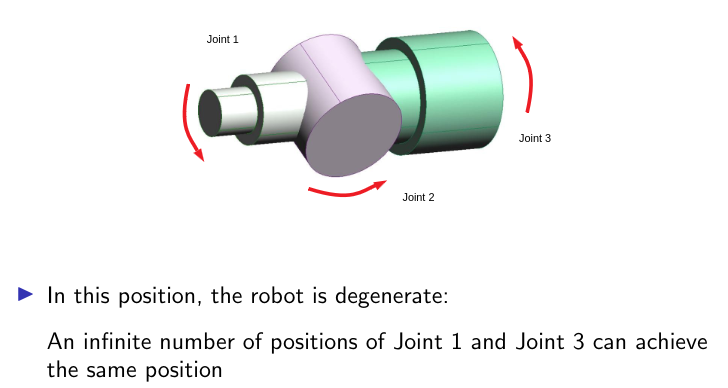 Joint 1
Joint 3
Joint 2
In this position, the robot is degenerate:
An infinite number of positions of Joint 1 and Joint 3 can achieve
the same position